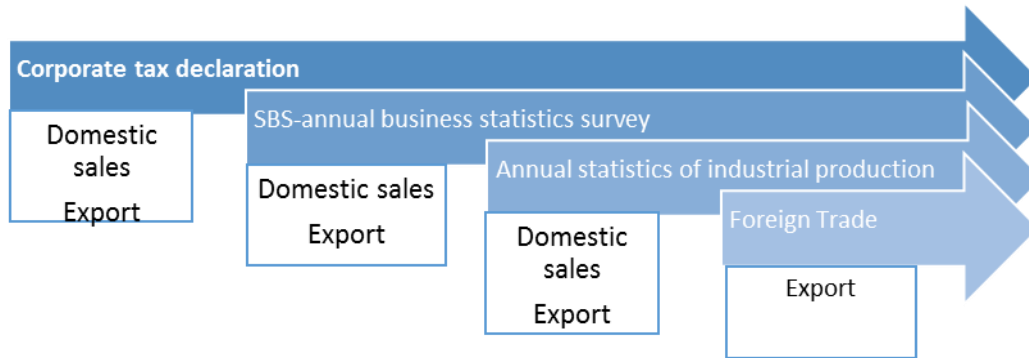 Corporate tax declaration
Domestic
sales
Export
SBS-annual business statistics survey
Domestic sales
Export
Annual statistics of industrial production
Domestic
sales
Export
Foreign Trade
Export